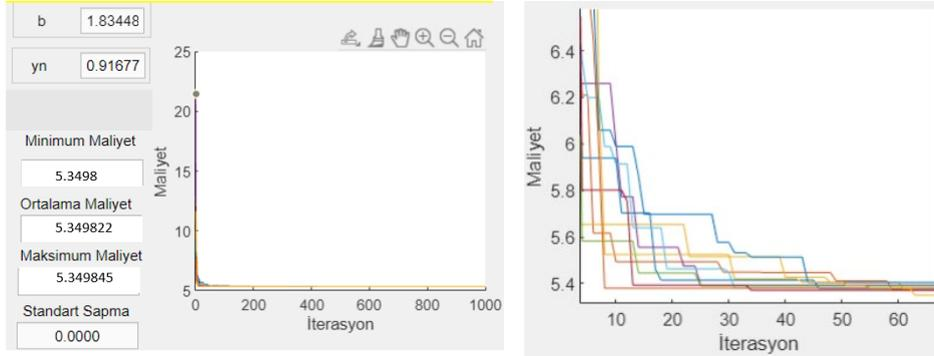 b 1.83448
yn 0.91677
Minimum Maliyet
5.3498
Ortalama Maliyet
5.349822
Maksimum Maliyet
5.349845
Standart Sapma
0.0000
25
20
15
10
5
Maliyet
0 200 400 600 800 1000
İterasyon
6.4
6.2
6
5.8
5.6
5.4
Maliyet
10 20 30 40 50 60
İterasyon